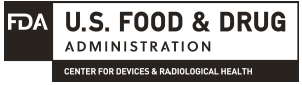 FDA
U.S. FOOD & DRUG
ADMINISTRATION
CENTER FOR DEVICES & RADIOLOGICAL HEALTH